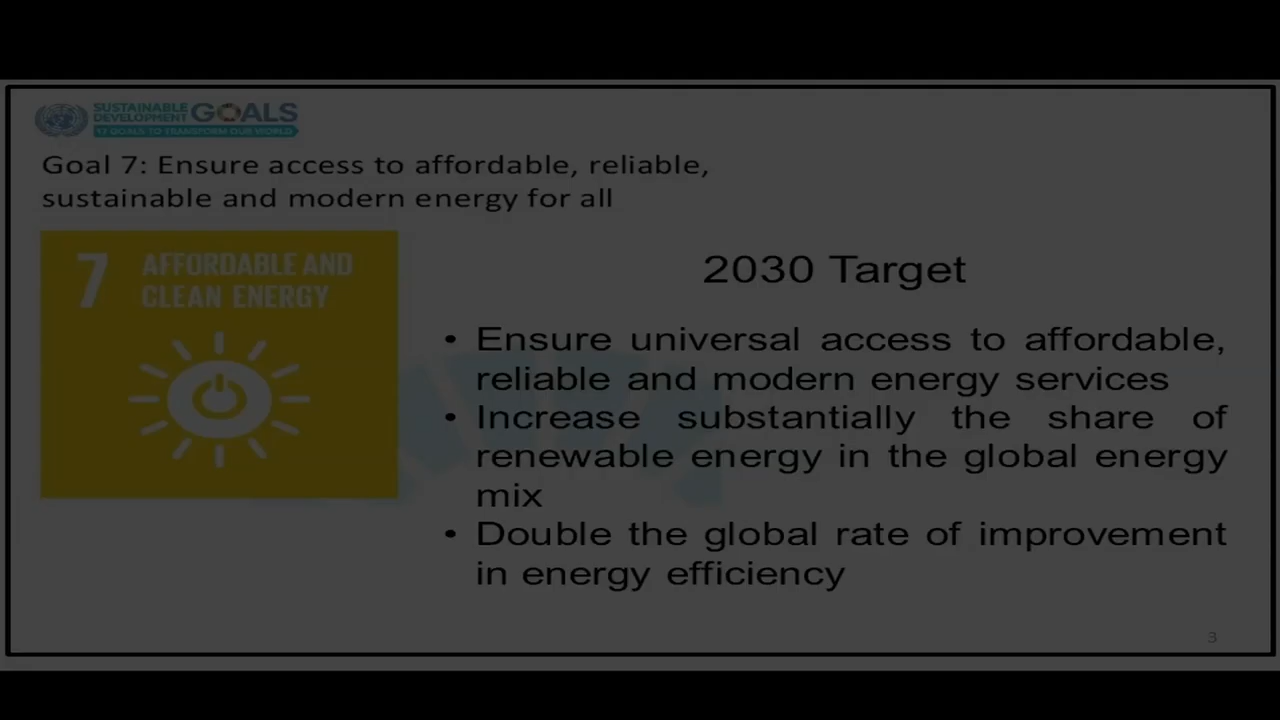 SUSTAINABLE
DEVELOPMENT GOALS
17 GOALS TO TRANSFORM OUR WORLD
Goal 7: Ensure access to affordable, reliable,
sustainable and modern energy for all
7 AFFORDABLE AND
CLEAN ENERGY
2030 Target
• Ensure universal access to affordable,
reliable and modern energy services
• Increase substantially the share of
renewable energy in the global energy
mix
• Double the global rate of improvement
in energy efficiency
3